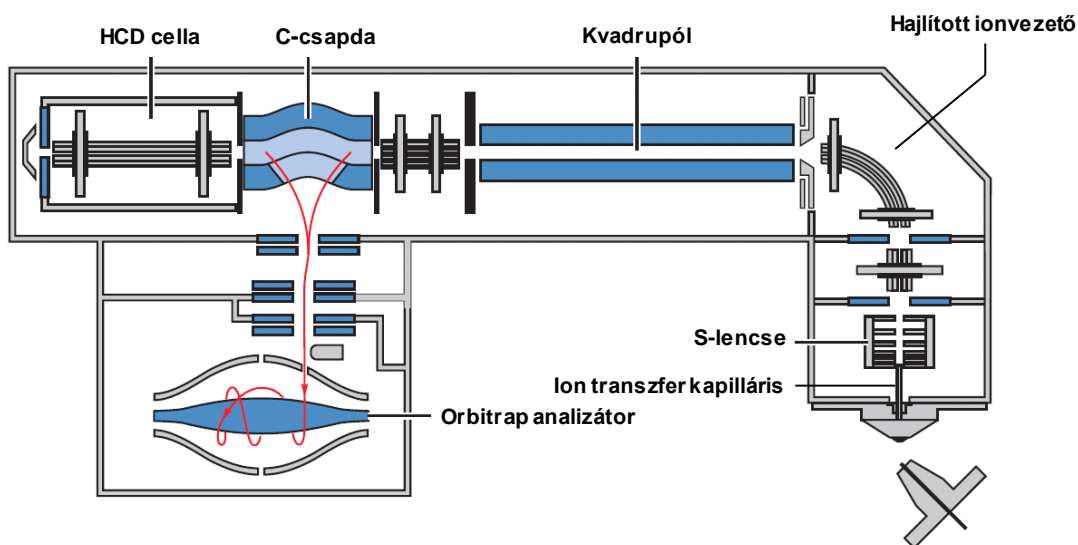 HCD cella
C-csapda
Kvadrupól
Hajlított ionvezető
S-lencse
Ion transzfer kapilláris
Orbitrap analizátor